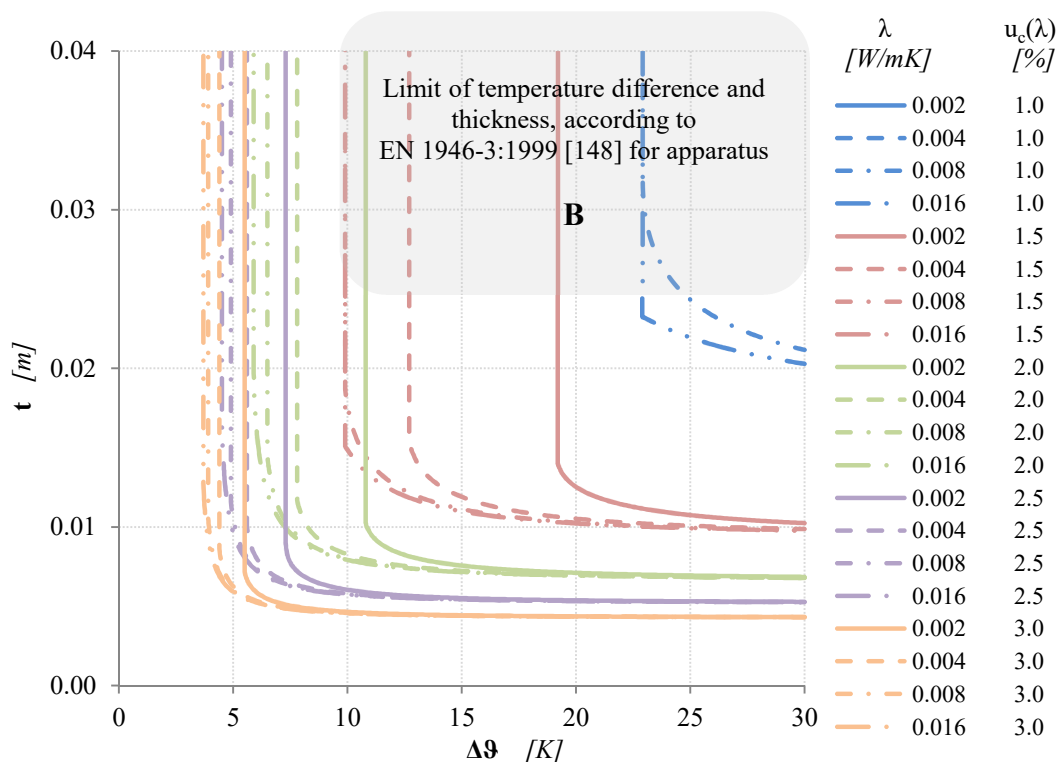 λ u_c(λ)
[W/mK] [%]
0.04
0.03
0.02
0.01
0.00
t [m]
Limit of temperature difference and
thickness, according to
EN 1946-3:1999 [148] for apparatus
B
0 5 10 15 20 25 30
Δϑ [K]
0.002 1.0
0.004 1.0
0.008 1.0
0.016 1.0
0.002 1.5
0.004 1.5
0.008 1.5
0.016 1.5
0.002 2.0
0.004 2.0
0.008 2.0
0.016 2.0
0.002 2.5
0.004 2.5
0.008 2.5
0.016 2.5
0.002 3.0
0.004 3.0
0.008 3.0
0.016 3.0